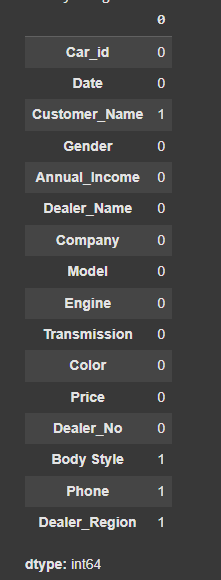 0
Car_id 0
Date 0
Customer_Name 1
Gender 0
Annual_Income 0
Dealer_Name 0
Company 0
Model 0
Engine 0
Transmission 0
Color 0
Price 0
Dealer_No 0
Body Style 1
Phone 1
Dealer_Region 1
dtype: int64